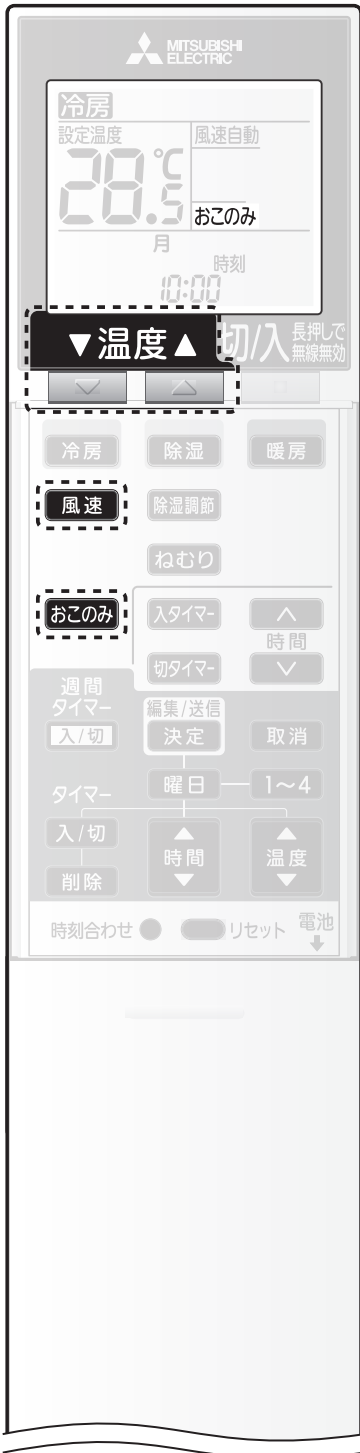 MITSUBISHI
ELECTRIC
冷房
設定温度 風速自動
28.5℃
おこのみ
月
時刻
10:00
▼温度▲ 切/入 長押しで
無線無効
冷房 除湿 暖房
風速 除湿調節
ねむり
おこのみ 入タイマー
時間
切タイマー
週間
タイマー
入/切
編集/送信
決定 取消
曜日 1~4
タイマー
入/切
▲
時間
▼
▲
温度
▼
削除
時刻合わせ リセット 電池